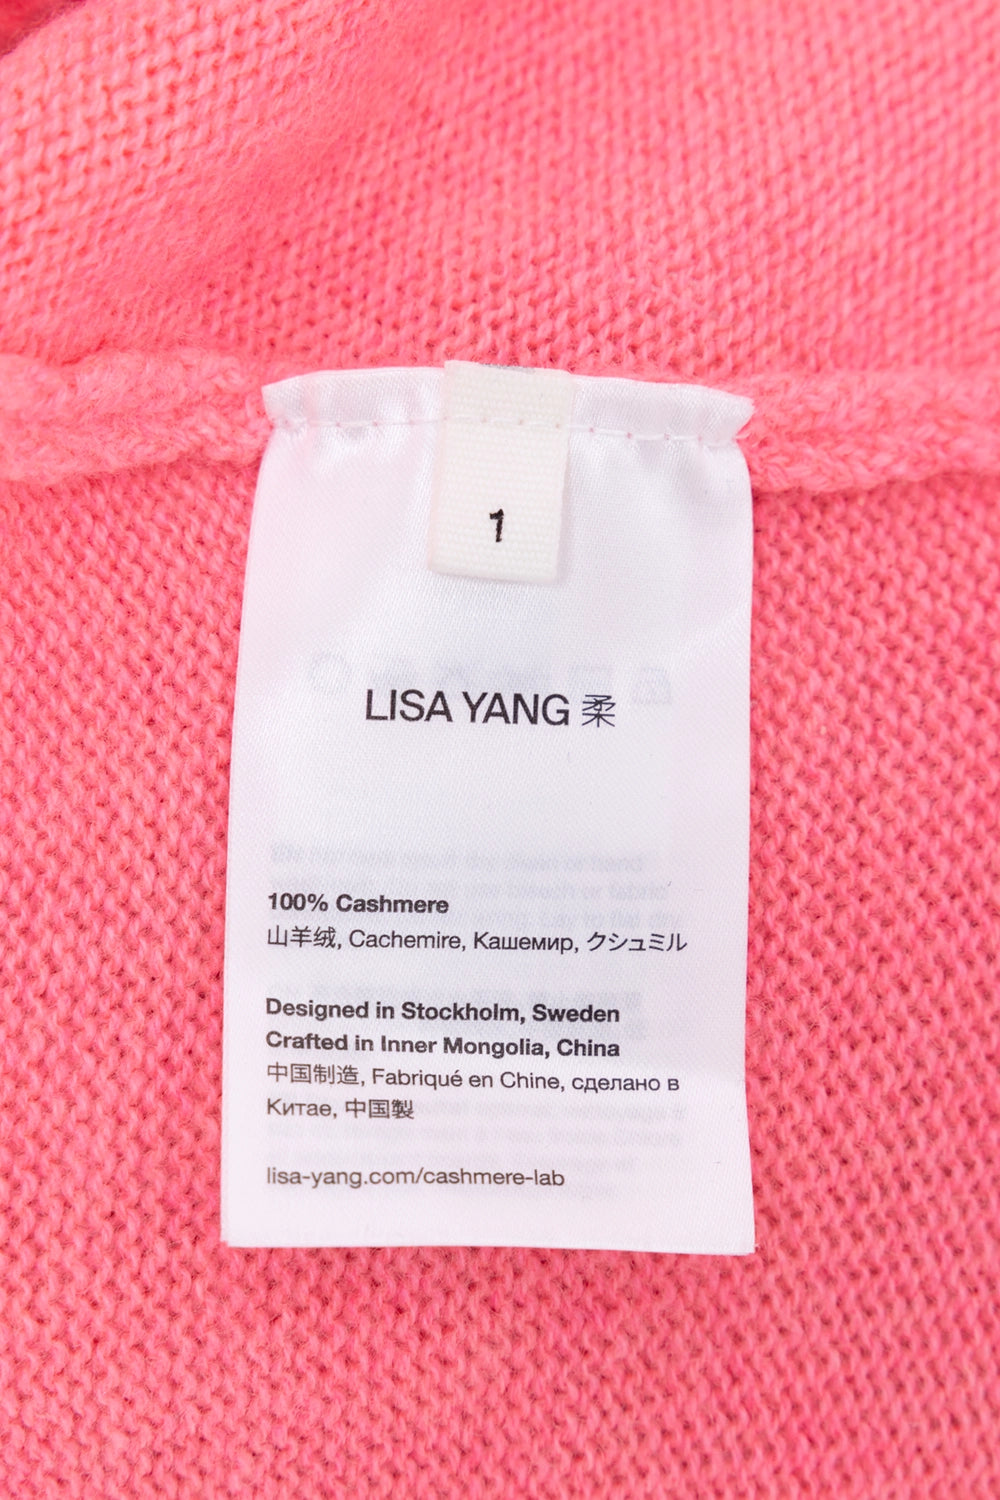 1
LISA YANG 柔
100% Cashmere
山羊绒, Cachemire, Кашемир, クシュミル
Designed in Stockholm, Sweden
Crafted in Inner Mongolia, China
中国制造, Fabriqué en Chine, сделано в
Китае, 中国製
lisa-yang.com/cashmere-lab